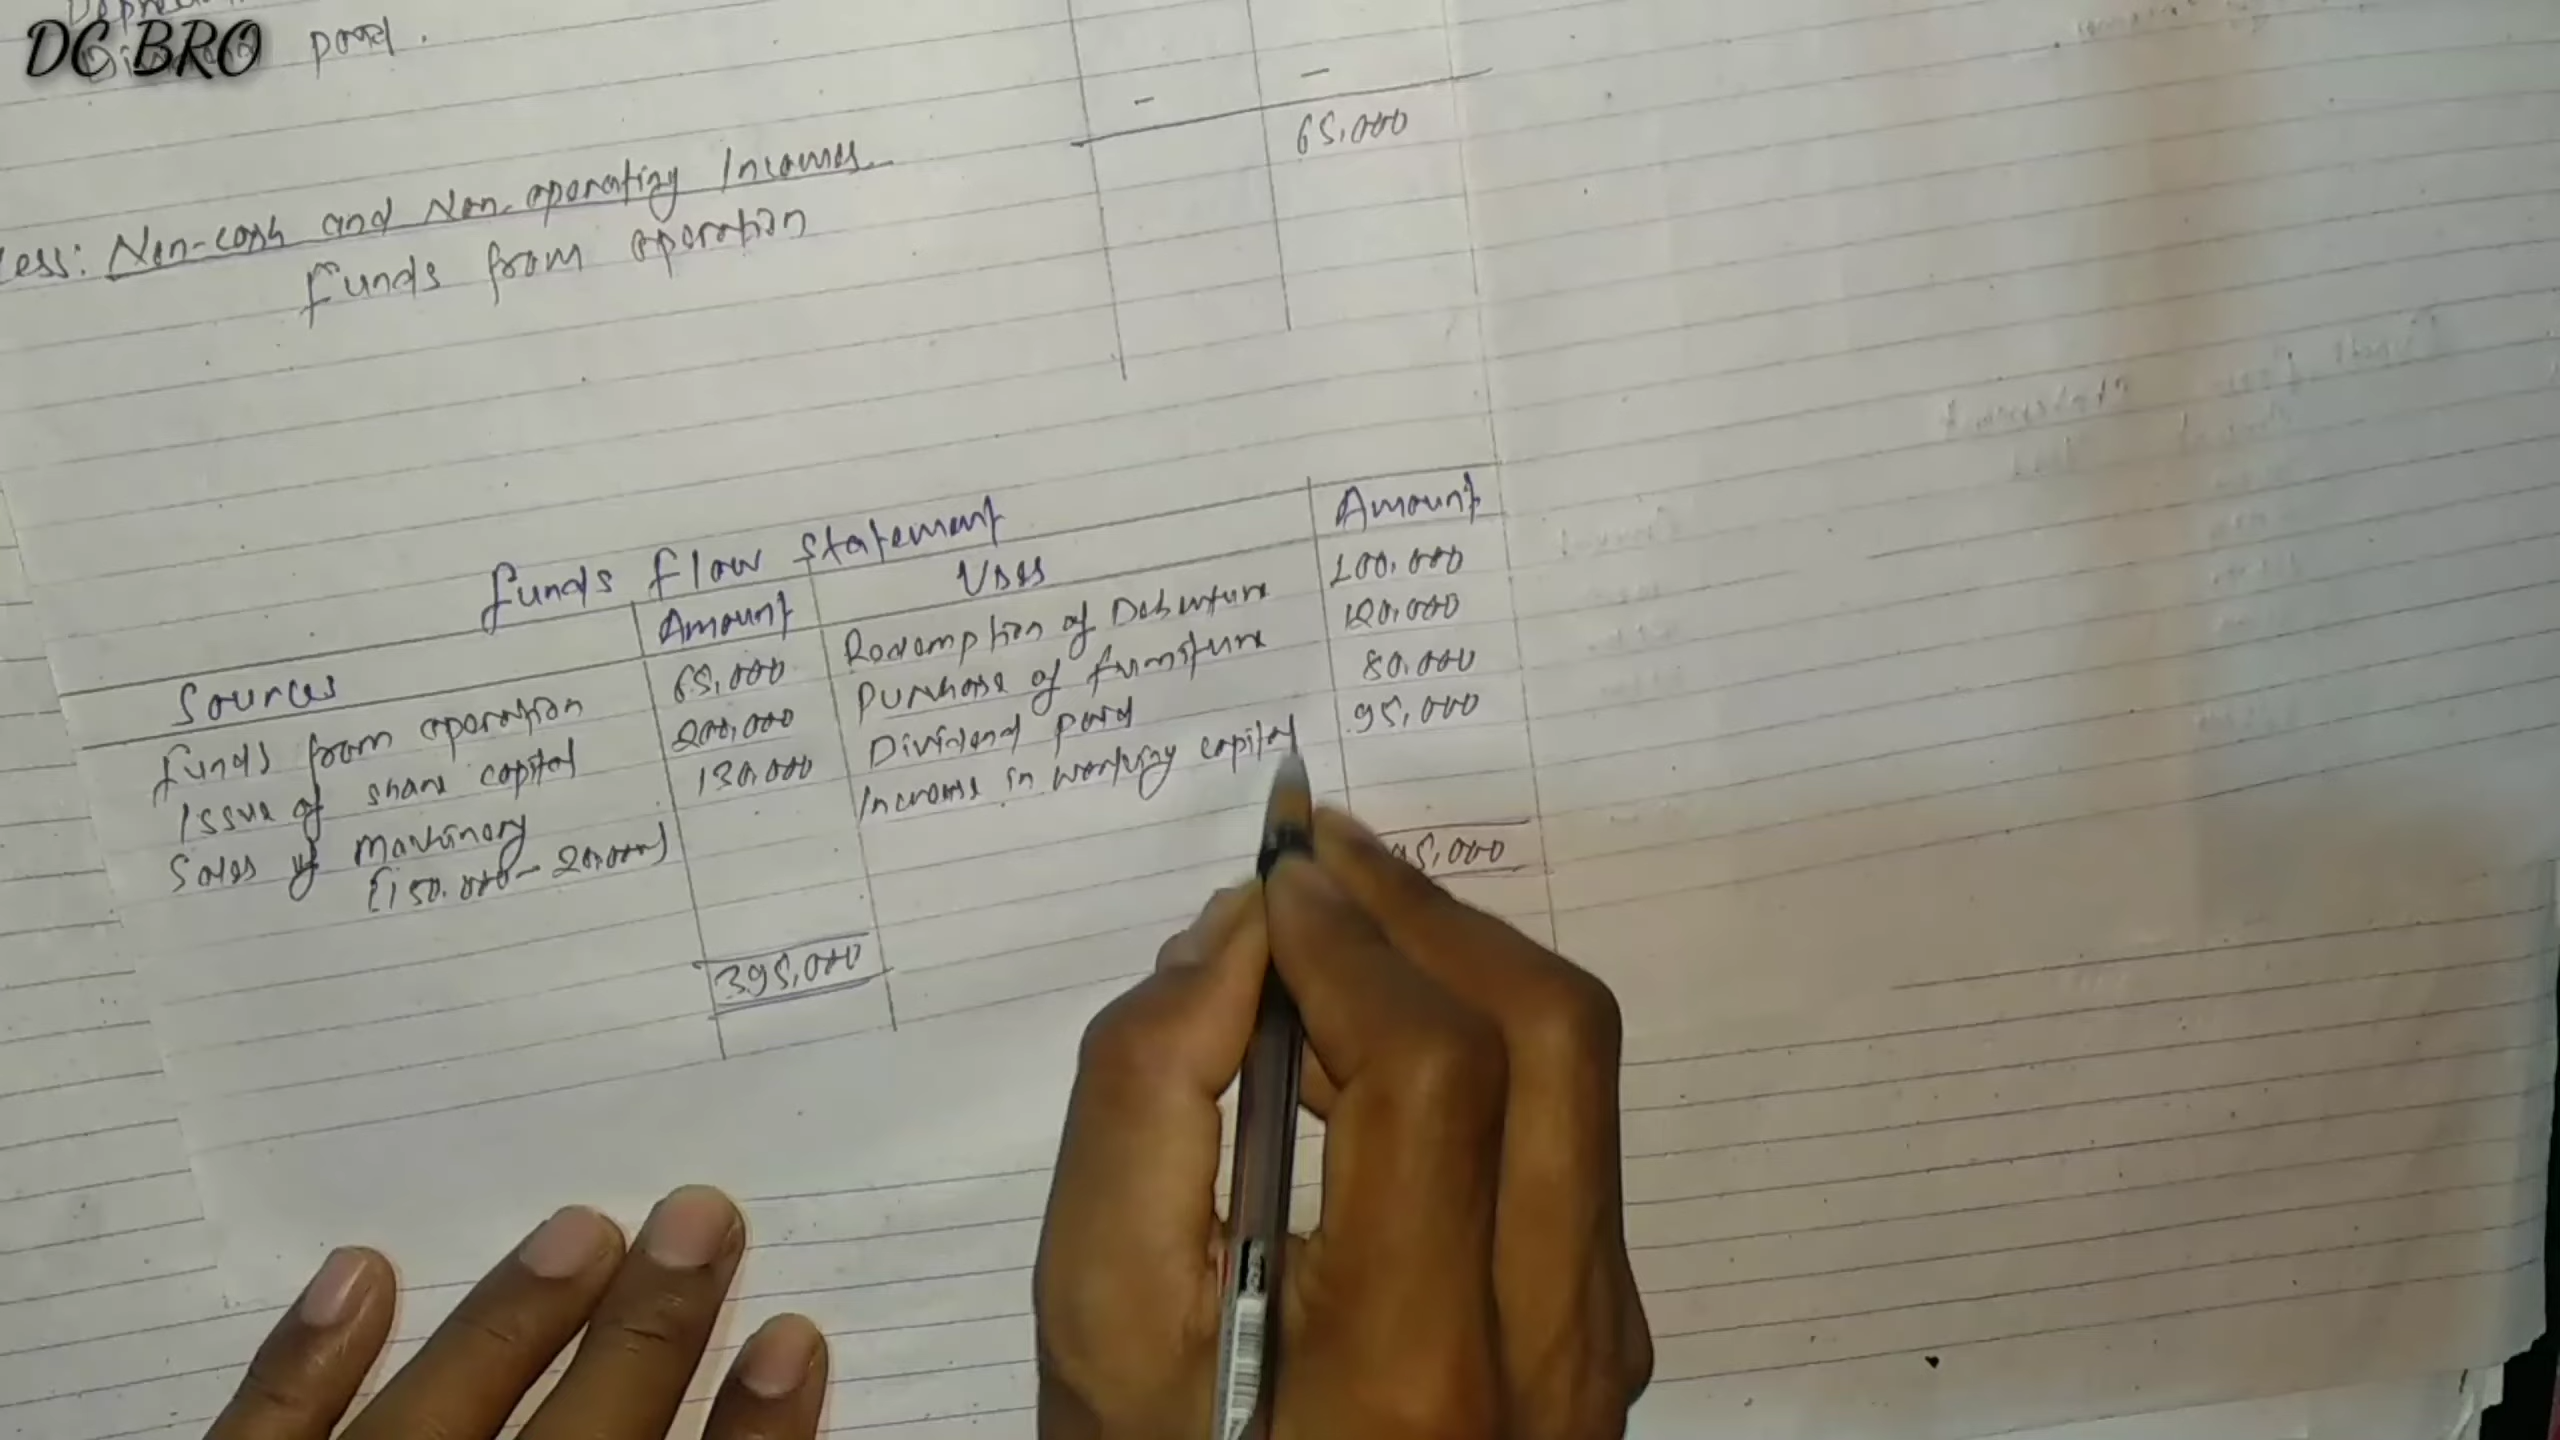 DC BRO
paid.
Less: Non-cash and Non-operating Incomes
-
-
Funds from operation
65,000
Funds flow statement
Sources Amount Uses Amount
Funds from operation 65,000 Redemption of Debenture 100,000
Issue of share capital 200,000 Purchase of furniture 120,000
Sales of Machinery 130,000 Dividend paid 80,000
[150,000-20,000] Increase in working capital 95,000
395,000 95,000